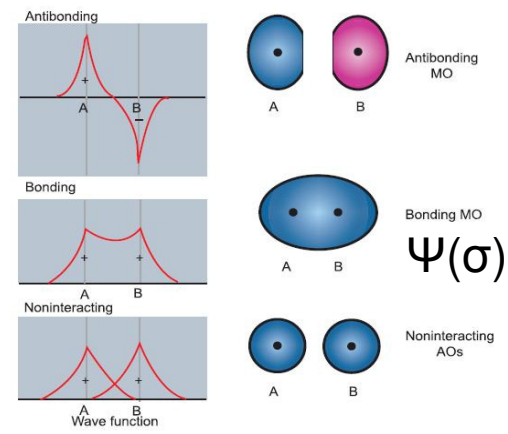 Antibonding
+
A
B
−
A
B
Antibonding
MO
Bonding
+
+
A
B
A
B
Bonding MO
Ψ(σ)
Noninteracting
+
+
A
B
Wave function
A
B
Noninteracting
AOs